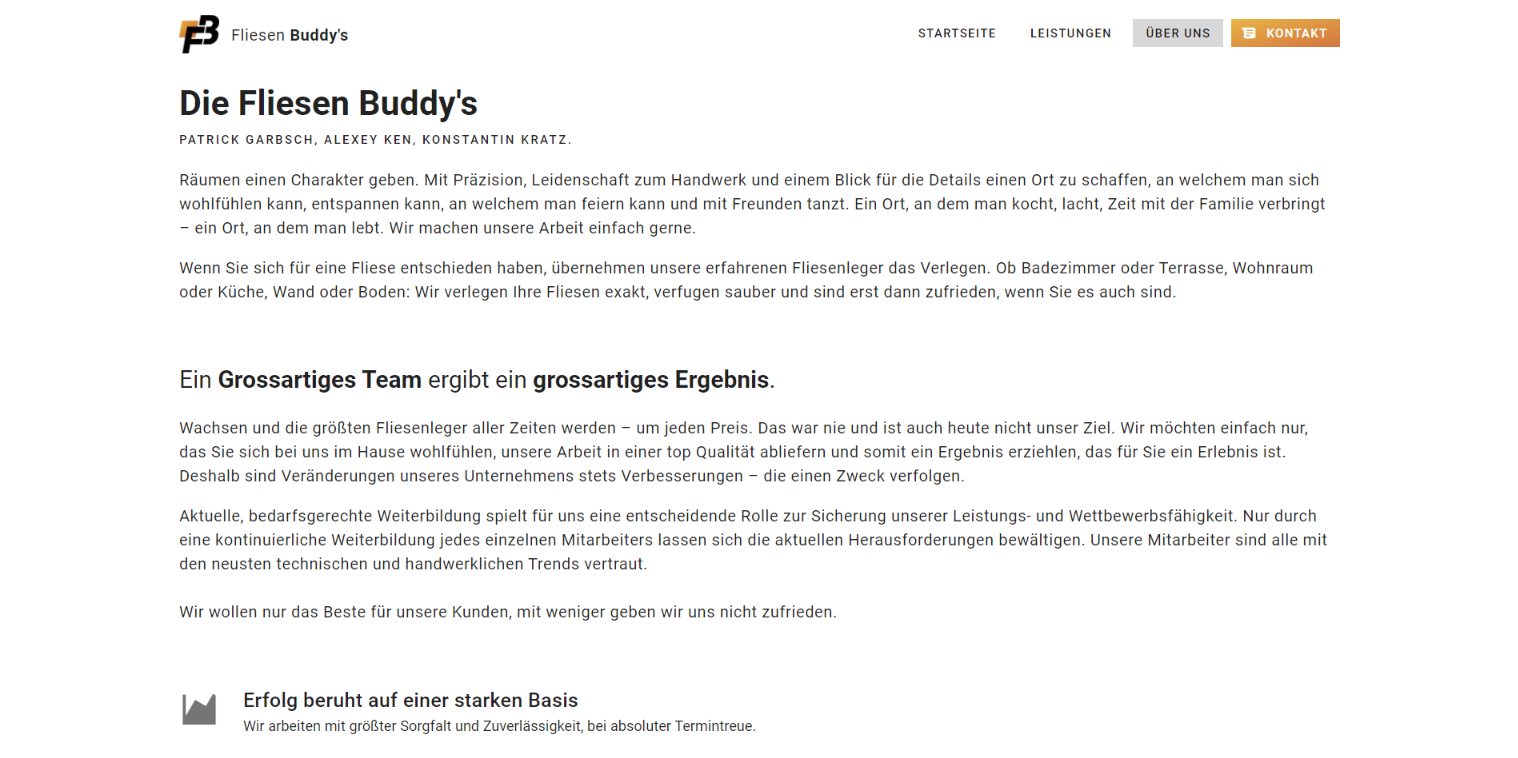 FB
Fliesen Buddy's
STARTSEITE
LEISTUNGEN
ÜBER UNS
KONTAKT
Die Fliesen Buddy's
PATRICK GARBSCH, ALEXEY KEN, KONSTANTIN KRATZ.
Räumen einen Charakter geben. Mit Präzision, Leidenschaft zum Handwerk und einem Blick für die Details einen Ort zu schaffen, an welchem man sich
wohlfühlen kann, entspannen kann, an welchem man feiern kann und mit Freunden tanzt. Ein Ort, an dem man kocht, lacht, Zeit mit der Familie verbringt
– ein Ort, an dem man lebt. Wir machen unsere Arbeit einfach gerne.
Wenn Sie sich für eine Fliese entschieden haben, übernehmen unsere erfahrenen Fliesenleger das Verlegen. Ob Badezimmer oder Terrasse, Wohnraum
oder Küche, Wand oder Boden: Wir verlegen Ihre Fliesen exakt, verfugen sauber und sind erst dann zufrieden, wenn Sie es auch sind.
Ein Grossartiges Team ergibt ein grossartiges Ergebnis.
Wachsen und die größten Fliesenleger aller Zeiten werden – um jeden Preis. Das war nie und ist auch heute nicht unser Ziel. Wir möchten einfach nur,
das Sie sich bei uns im Hause wohlfühlen, unsere Arbeit in einer top Qualität abliefern und somit ein Ergebnis erziehlen, das für Sie ein Erlebnis ist.
Deshalb sind Veränderungen unseres Unternehmens stets Verbesserungen – die einen Zweck verfolgen.
Aktuelle, bedarfsgerechte Weiterbildung spielt für uns eine entscheidende Rolle zur Sicherung unserer Leistungs- und Wettbewerbsfähigkeit. Nur durch
eine kontinuierliche Weiterbildung jedes einzelnen Mitarbeiters lassen sich die aktuellen Herausforderungen bewältigen. Unsere Mitarbeiter sind alle mit
den neusten technischen und handwerklichen Trends vertraut.
Wir wollen nur das Beste für unsere Kunden, mit weniger geben wir uns nicht zufrieden.
Erfolg beruht auf einer starken Basis
Wir arbeiten mit größter Sorgfalt und Zuverlässigkeit, bei absoluter Termintreue.